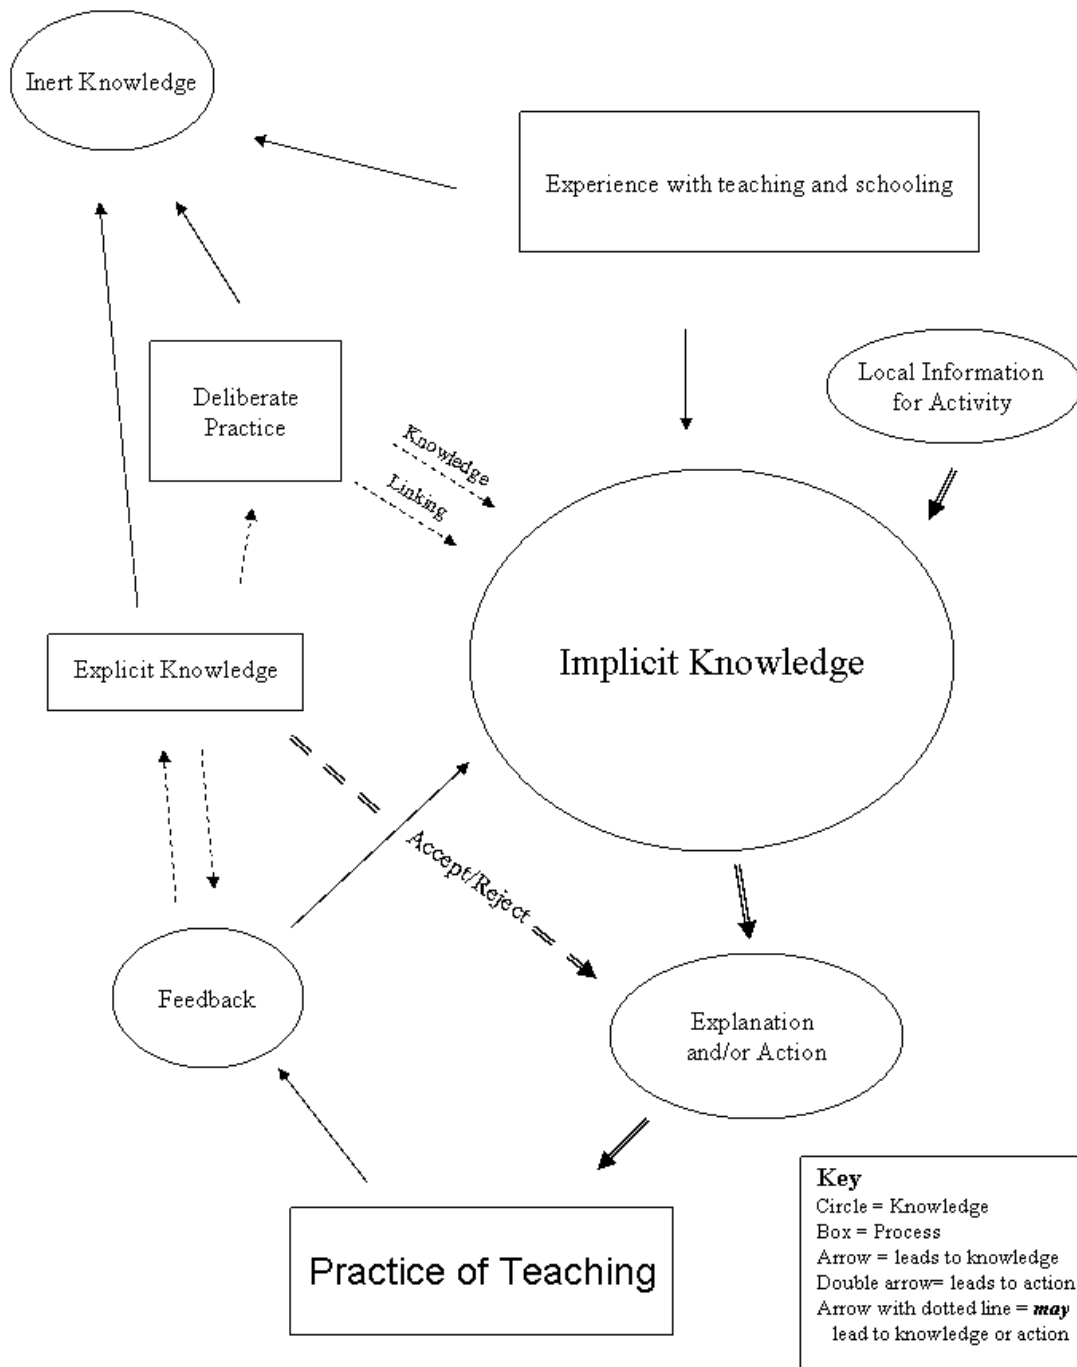 Inert Knowledge
Experience with teaching and schooling
Local Information
for Activity
Deliberate
Practice
Knowledge
Linking
Implicit Knowledge
Explicit Knowledge
Accept/Reject
Feedback
Explanation
and/or Action
Practice of Teaching
Key
Circle = Knowledge
Box = Process
Arrow = leads to knowledge
Double arrow= leads to action
Arrow with dotted line = may
lead to knowledge or action